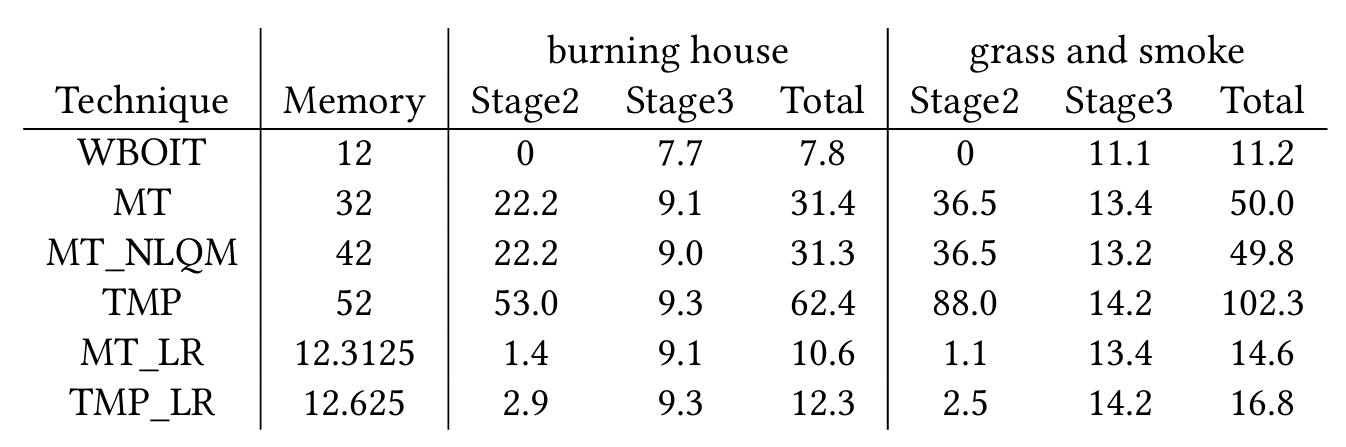 burning house grass and smoke
Technique Memory Stage2 Stage3 Total Stage2 Stage3 Total
WBOIT 12 0 7.7 7.8 0 11.1 11.2
MT 32 22.2 9.1 31.4 36.5 13.4 50.0
MT_NLQM 42 22.2 9.0 31.3 36.5 13.2 49.8
TMP 52 53.0 9.3 62.4 88.0 14.2 102.3
MT_LR 12.3125 1.4 9.1 10.6 1.1 13.4 14.6
TMP_LR 12.625 2.9 9.3 12.3 2.5 14.2 16.8